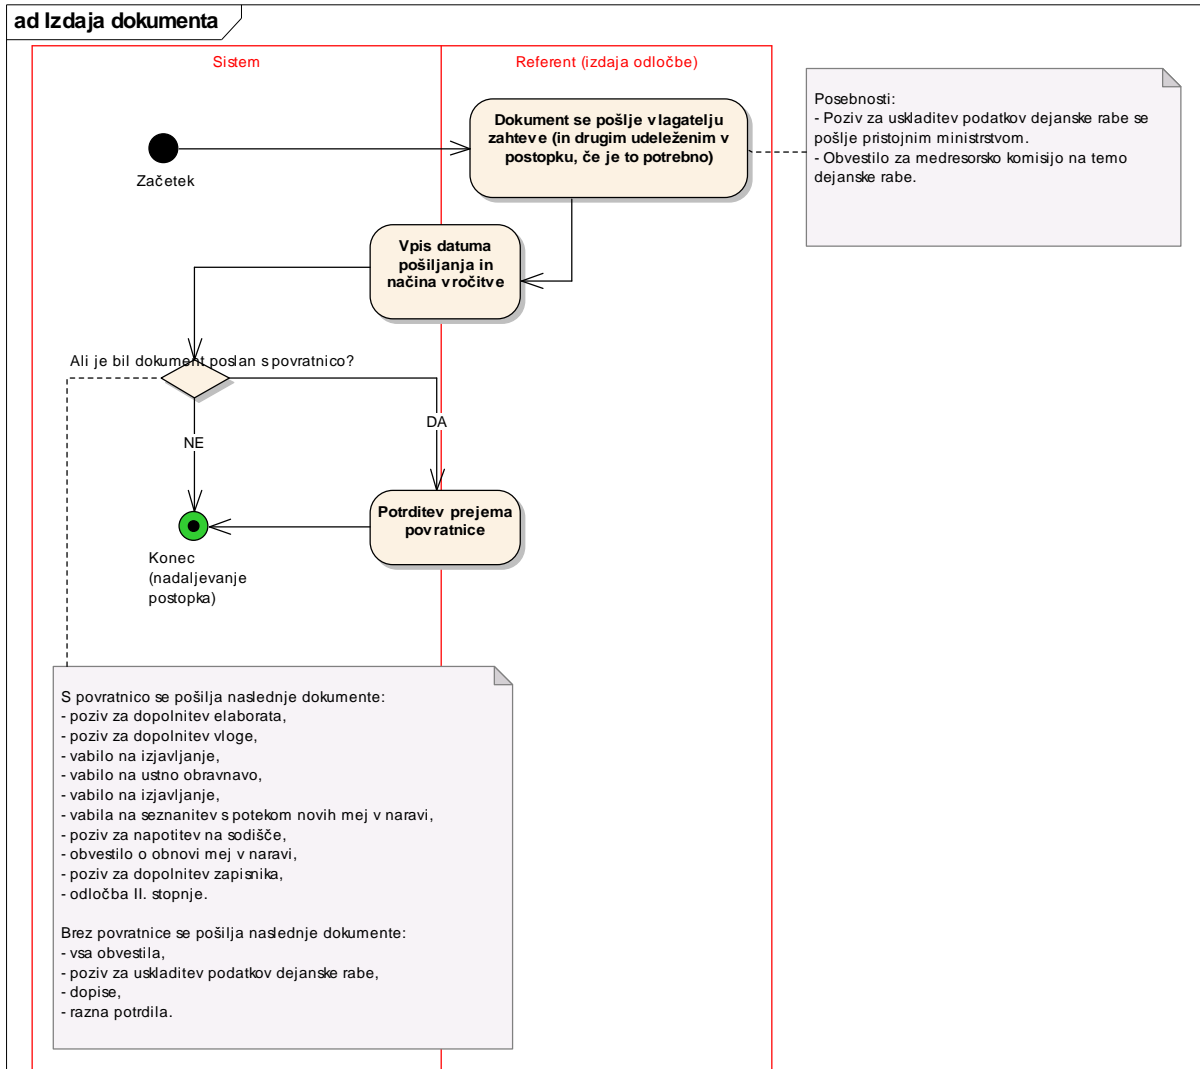 ad Izdaja dokumenta
Sistem
Referent (izdaja odločbe)
Dokument se pošlje vlagatelju
zahteve (in drugim udeleženim v
postopku, če je to potrebno)
Posebnosti:
- Poziv za uskladitev podatkov dejanske rabe se
pošlje pristojnim ministrstvom.
- Obvestilo za medresorsko komisijo na temo
dejanske rabe.
Začetek
Vpis datuma
pošiljanja in
načina vročitve
Ali je bil dokument poslan s povratnico?
NE
DA
Potrditev prejema
povratnice
Konec
(nadaljevanje
postopka)
S povratnico se pošilja naslednje dokumente:
- poziv za dopolnitev elaborata,
- poziv za dopolnitev vloge,
- vabilo na izjavljanje,
- vabilo na ustno obravnavo,
- vabilo na izjavljanje,
- vabila na seznanitev s potekom novih mej v naravi,
- poziv za napotitev na sodišče,
- obvestilo o obnovi mej v naravi,
- poziv za dopolnitev zapisnika,
- odločba II. stopnje.
Brez povratnice se pošilja naslednje dokumente:
- vsa obvestila,
- poziv za uskladitev podatkov dejanske rabe,
- dopise,
- razna potrdila.